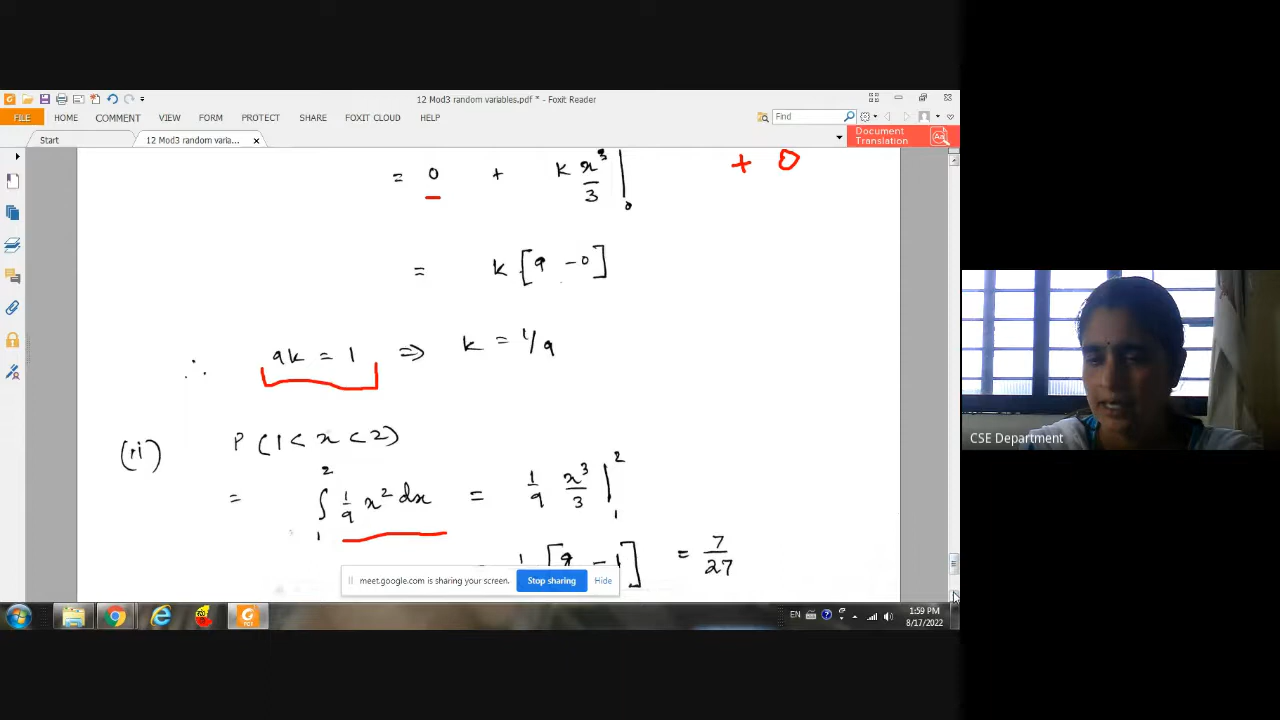 12 Mod3 random variables.pdf * - Foxit Reader
FILE HOME COMMENT VIEW FORM PROTECT SHARE FOXIT CLOUD HELP
Find
Start 12 Mod3 random varia...
Document Translation
= 0 + k x³/3 |₀ + 0
= k [9 - 0]
∴ 9k = 1 ⇒ k = 1/9
CSE Department
(ii) P (1 < x < 2)
= ∫₁² 1/9 x² dx = 1/9 x³/3 |₁²
- 1] = 7/27
meet.google.com is sharing your screen. Stop sharing Hide
EN 1:59 PM
8/17/2022